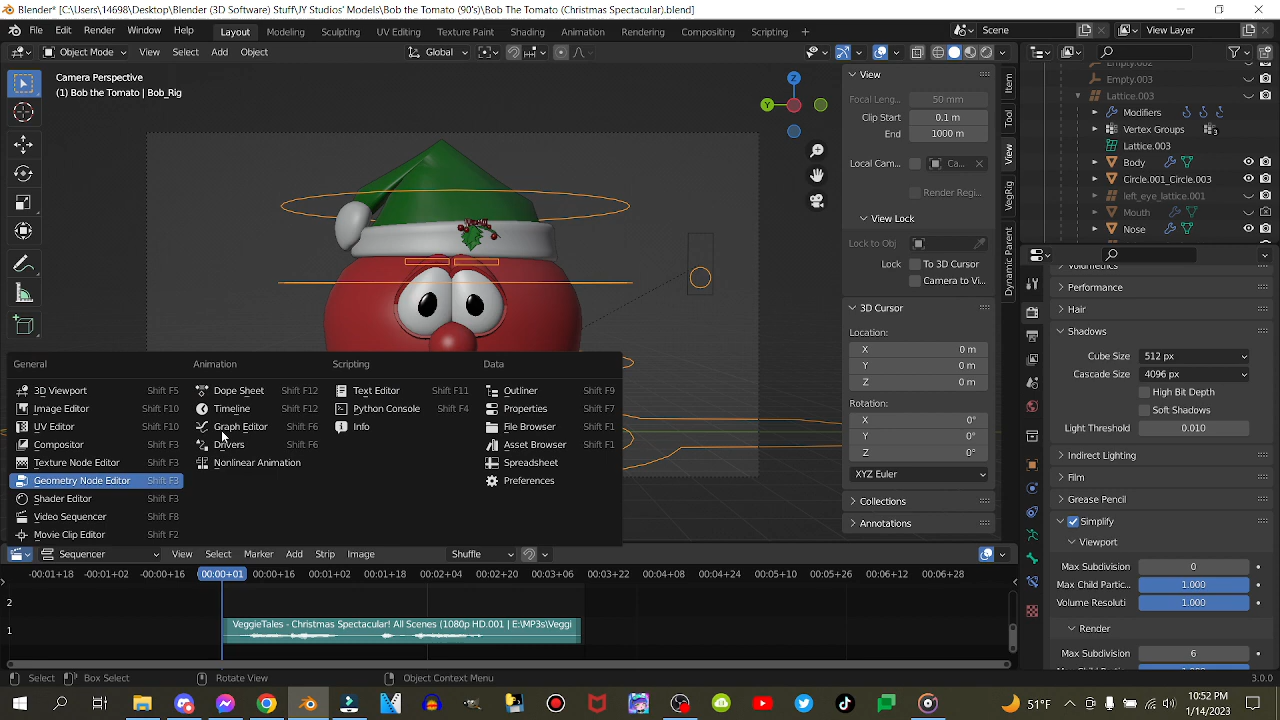 Blender* [C:\Users\14698\Desktop\Blender (3D Software) Stuff\JY Studios' Models\Bob the Tomato (90's)\Bob The Tomato (Christmas Spectacular).blend]
File Edit Render Window Help Layout Modeling Sculpting UV Editing Texture Paint Shading Animation Rendering Compositing Scripting Scene View Layer
Object Mode View Select Add Object Global
Camera Perspective
(1) Bob the Tomato | Bob_Rig
Z
Y
View
Focal Leng... 50 mm
Clip Start 0.1 m
End 1000 m
Local Cam... Ca...
Render Regi...
View Lock
Lock to Obj
Lock To 3D Cursor
Camera to Vi...
3D Cursor
Location:
X 0 m
Y 0 m
Z 0 m
Rotation:
X 0°
Y 0°
Z 0°
XYZ Euler
Collections
Annotations
Item
Tool
View
VegRig
Dynamic Parent
Empty.002
Empty.003
Lattice.003
Modifiers
Vertex Groups 3
Lattice.003
Body
Circle.001_Circle.003
left_eye_lattice.001
Mouth
Nose
Volumetrics
Performance
Hair
Shadows
Cube Size 512 px
Cascade Size 4096 px
High Bit Depth
Soft Shadows
Light Threshold 0.010
Indirect Lighting
Film
Grease Pencil
Simplify
Viewport
Max Subdivision 0
Max Child Partic... 1.000
Volume Resoluti 1.000
Render
Max Subdivision 6
Max Child Partic... 1.000
General
3D Viewport Shift F5
Image Editor Shift F10
UV Editor Shift F10
Compositor Shift F3
Texture Node Editor Shift F3
Geometry Node Editor Shift F3
Shader Editor Shift F3
Video Sequencer Shift F8
Movie Clip Editor Shift F2
Animation
Dope Sheet Shift F12
Timeline Shift F12
Graph Editor Shift F6
Drivers Shift F6
Nonlinear Animation
Scripting
Text Editor Shift F11
Python Console Shift F4
Info
Data
Outliner Shift F9
Properties Shift F7
File Browser Shift F1
Asset Browser Shift F1
Spreadsheet
Preferences
Sequencer View Select Marker Add Strip Image Shuffle
-00:01+18 -00:01+02 -00:00+16 00:00+01 00:00+16 00:01+02 00:01+18 00:02+04 00:02+20 00:03+06 00:03+22 00:04+08 00:04+24 00:05+10 00:05+26 00:06+12 00:06+28
2
1
VeggieTales - Christmas Spectacular! All Scenes (1080p HD.001 | E:\MP3s\Veggi
Select Box Select Rotate View Object Context Menu 3.0.0
51°F
10:52 PM
1/14/2023